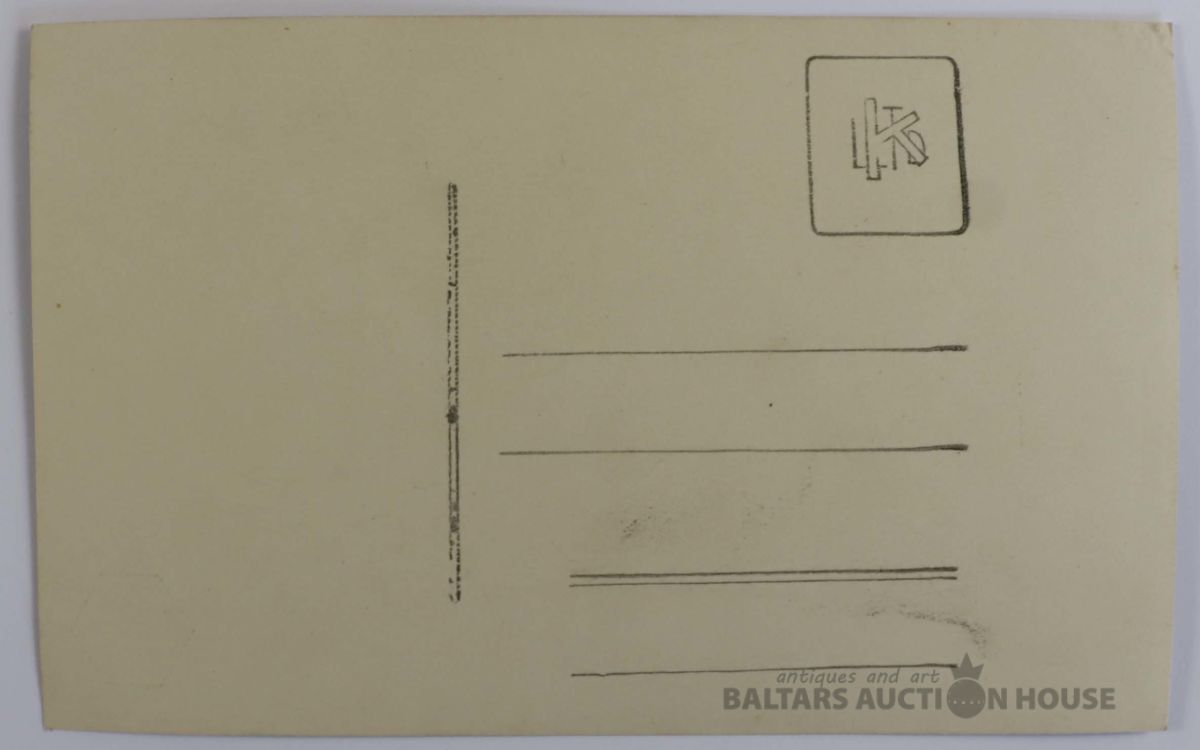 antiques and art
BALTARS AUCTION HOUSE